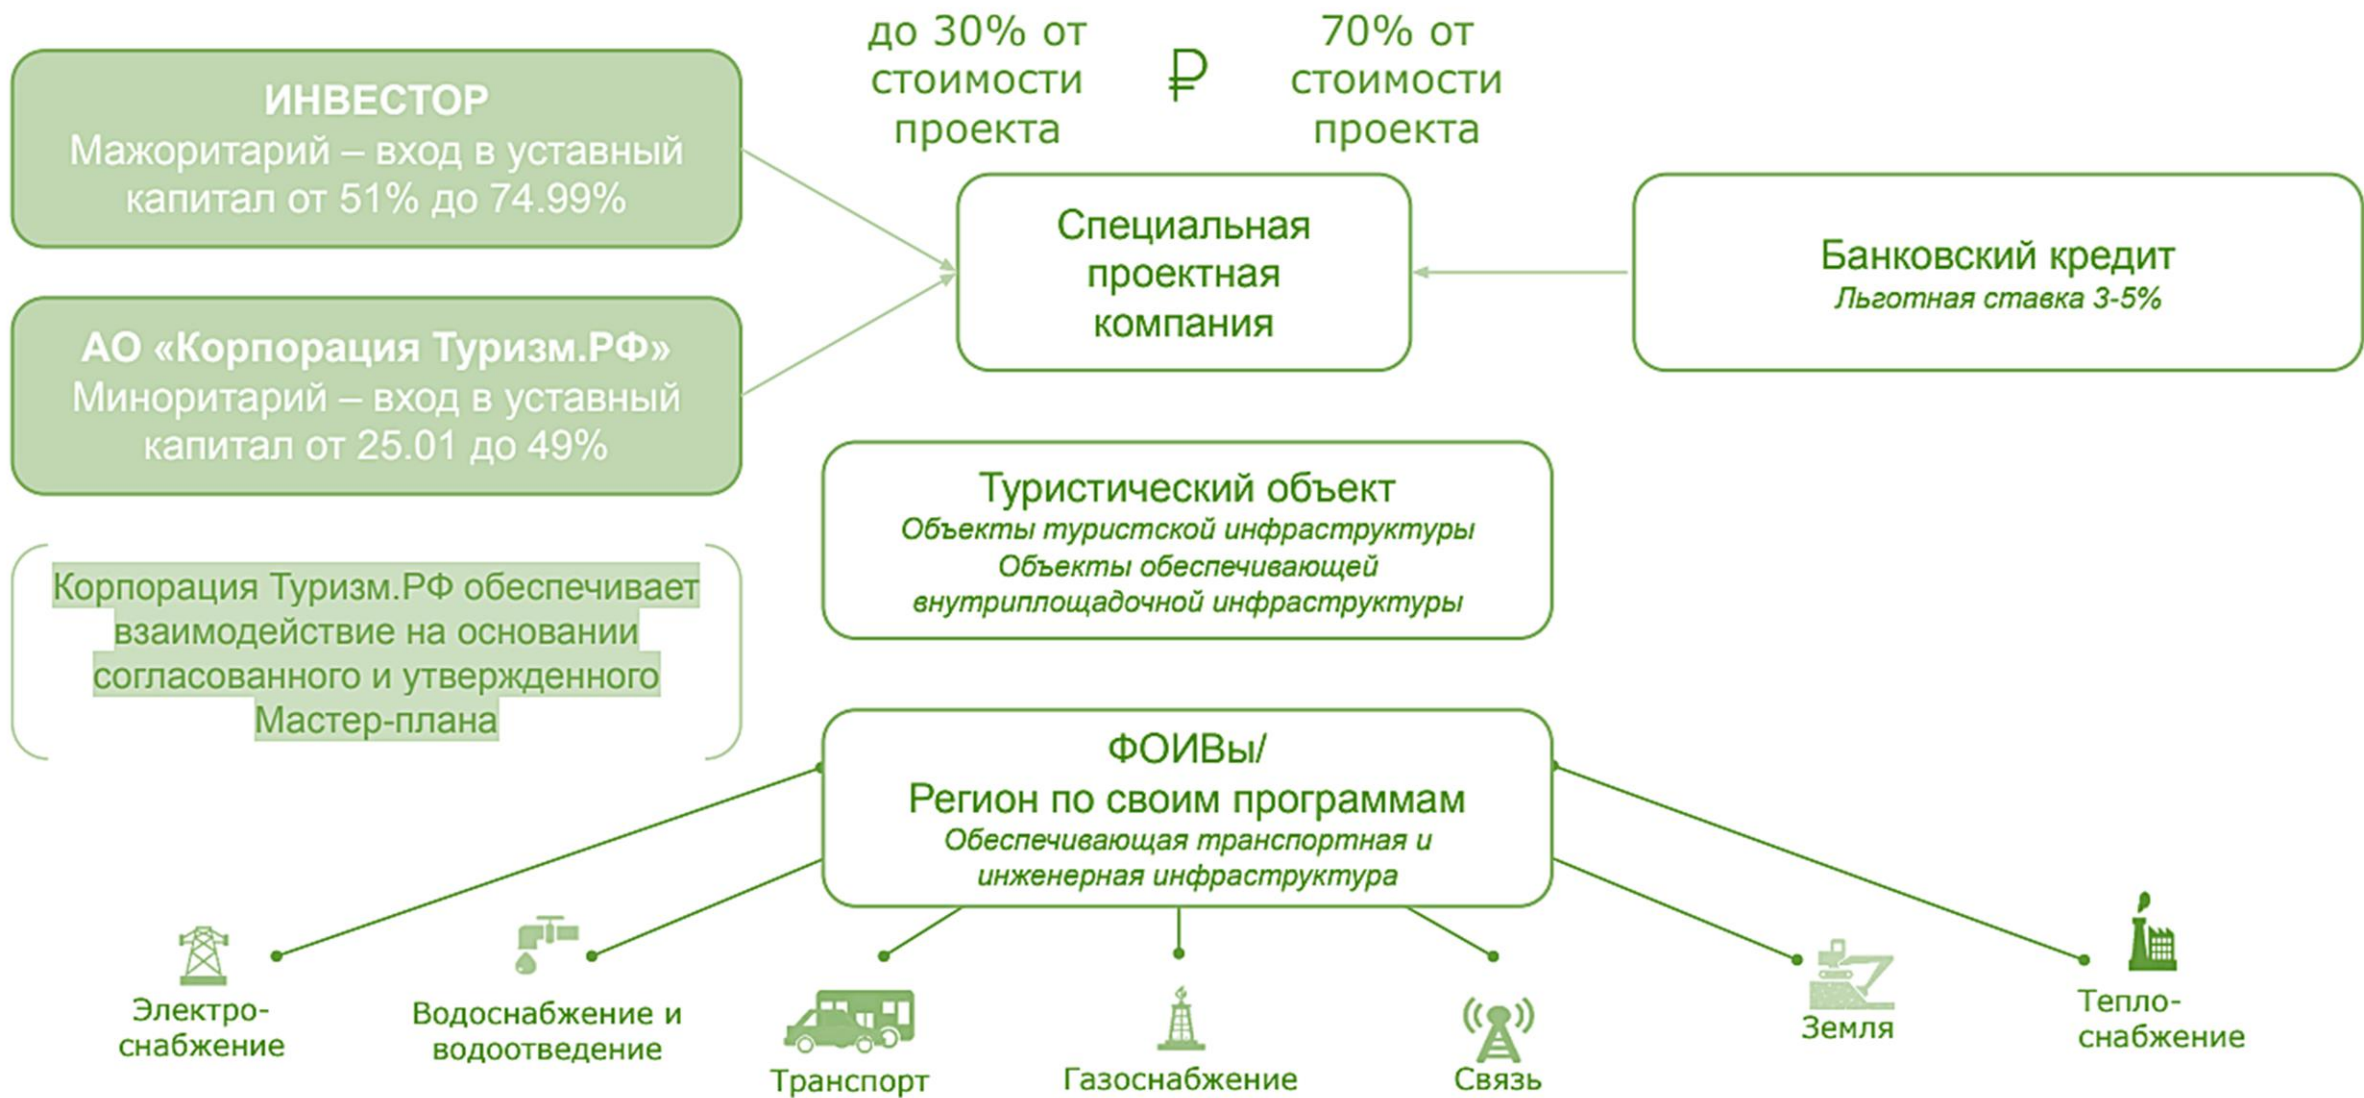 ИНВЕСТОР
Мажоритарий – вход в уставный
капитал от 51% до 74.99%
до 30% от
стоимости
проекта
₽
70% от
стоимости
проекта
Специальная
проектная
компания
Банковский кредит
Льготная ставка 3-5%
АО «Корпорация Туризм.РФ»
Миноритарий – вход в уставный
капитал от 25.01 до 49%
Туристический объект
Объекты туристской инфраструктуры
Объекты обеспечивающей
внутриплощадочной инфраструктуры
Корпорация Туризм.РФ обеспечивает
взаимодействие на основании
согласованного и утвержденного
Мастер-плана
ФОИВы/
Регион по своим программам
Обеспечивающая транспортная и
инженерная инфраструктура
Электро-
снабжение
Водоснабжение и
водоотведение
Транспорт
Газоснабжение
Связь
Земля
Тепло-
снабжение